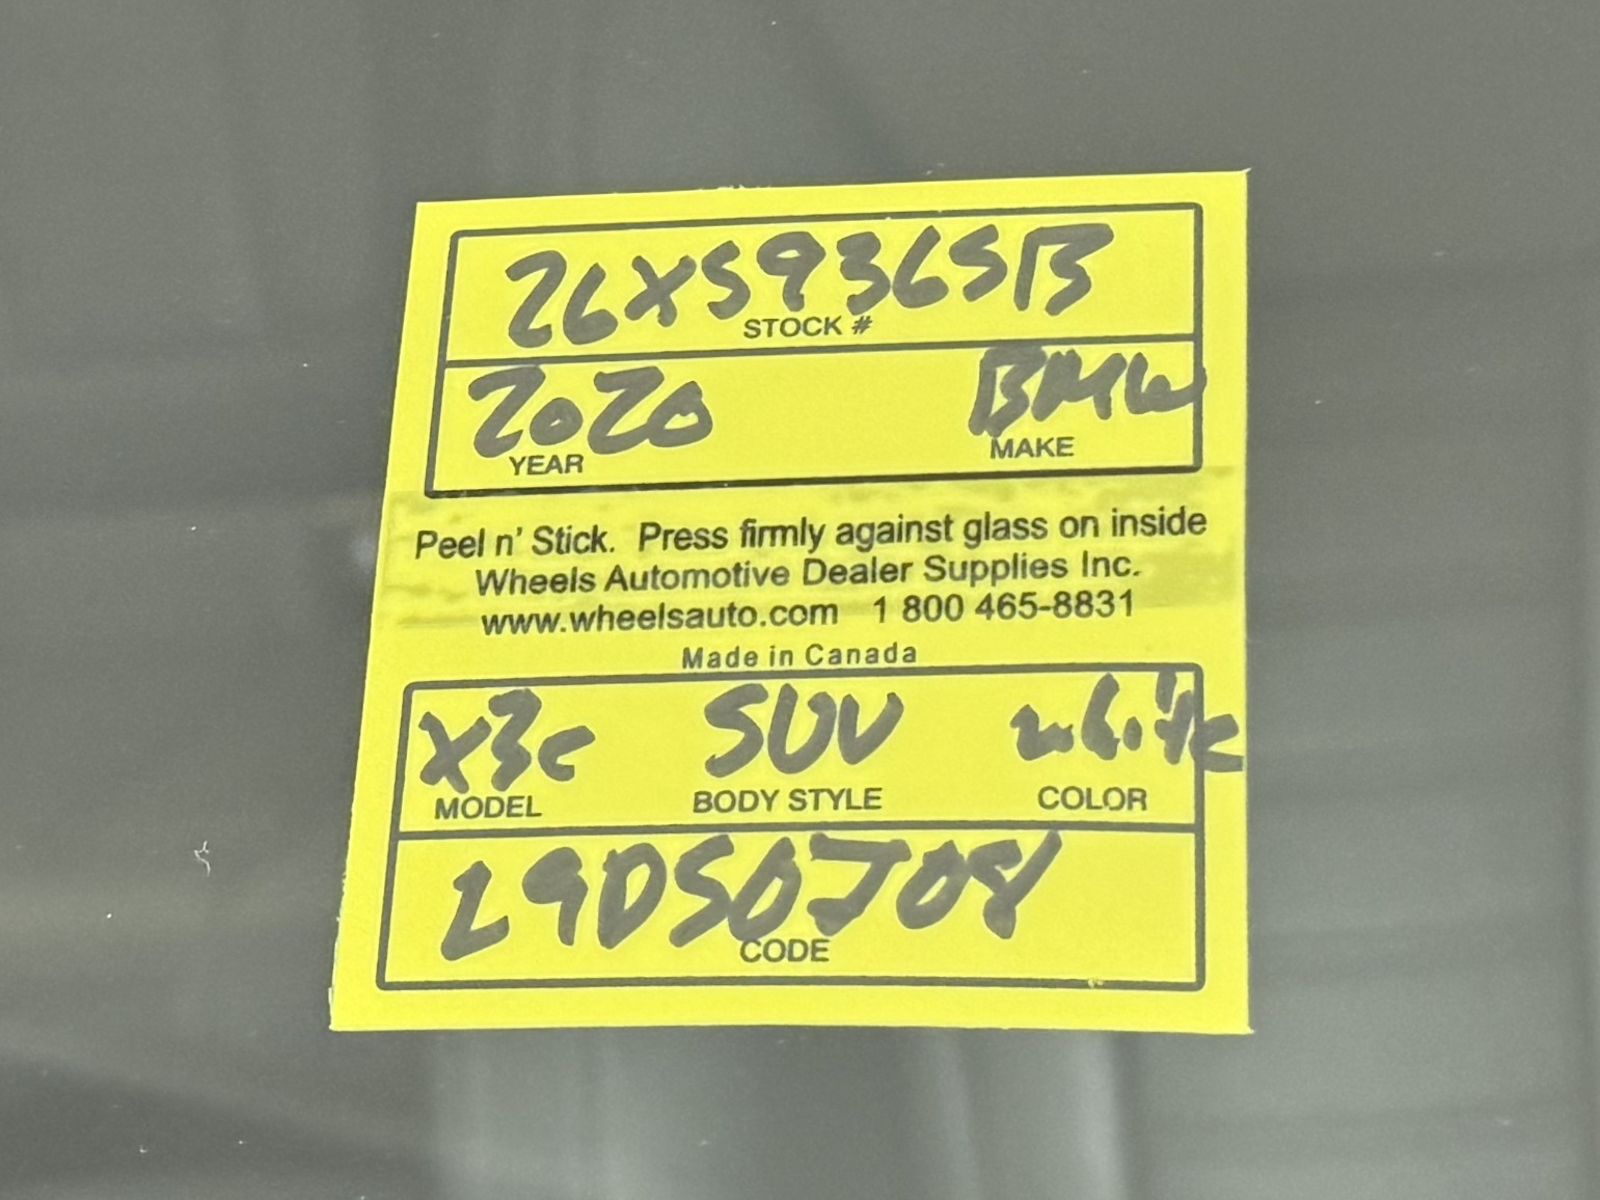 26XS9365B
STOCK #
2020 BMW
YEAR MAKE
Peel n' Stick. Press firmly against glass on inside
Wheels Automotive Dealer Supplies Inc.
www.wheelsauto.com 1 800 465-8831
Made in Canada
X3c SUV white
MODEL BODY STYLE COLOR
L9D50J08
CODE